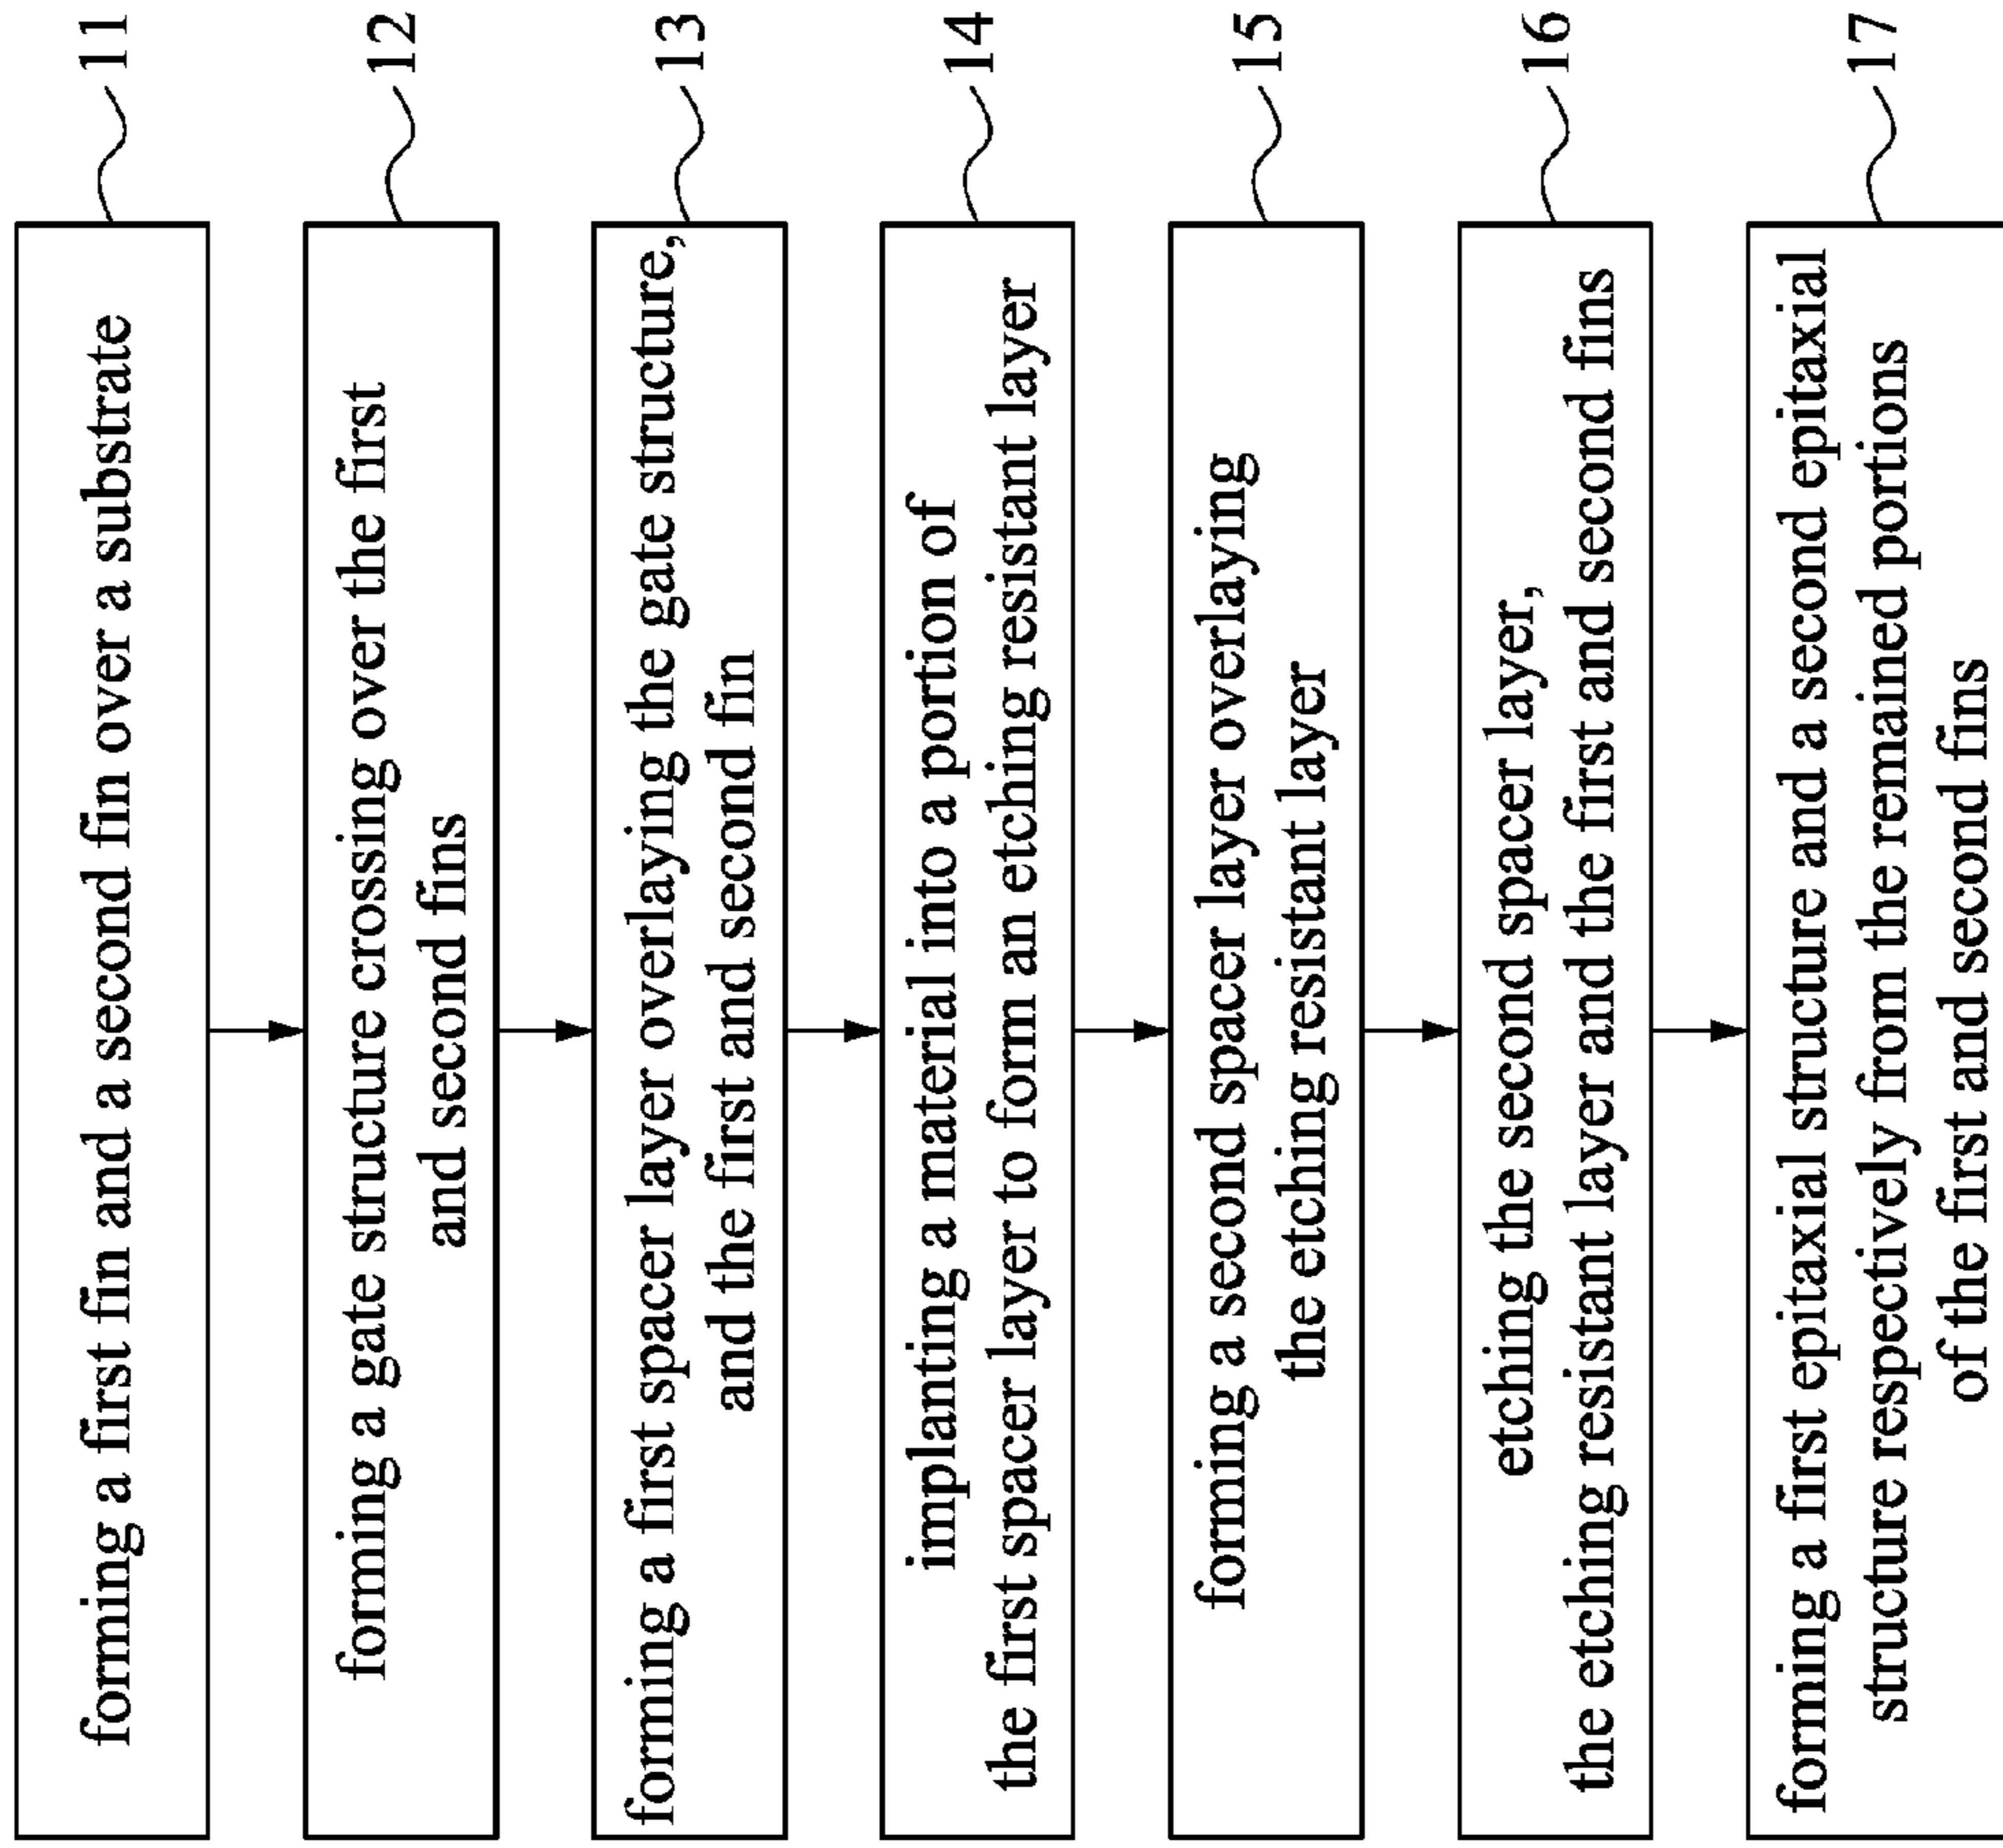 forming a first fin and a second fin over a substrate
11
forming a gate structure crossing over the first
and second fins
12
forming a first spacer layer overlaying the gate structure,
and the first and second fin
13
implanting a material into a portion of
the first spacer layer to form an etching resistant layer
14
forming a second spacer layer overlaying
the etching resistant layer
15
etching the second spacer layer,
the etching resistant layer and the first and second fins
16
forming a first epitaxial structure and a second epitaxial
structure respectively from the remained portions
of the first and second fins
17